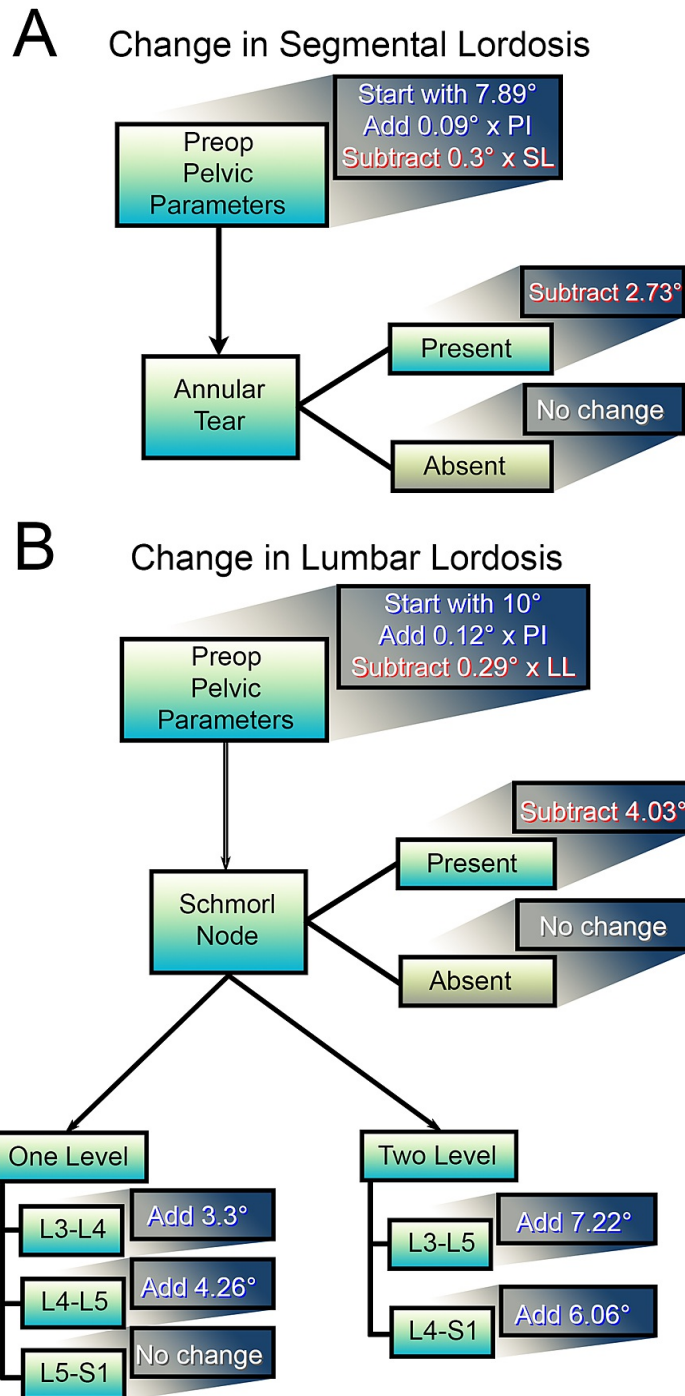 A
Change in Segmental Lordosis
Start with 7.89°
Add 0.09° x PI
Subtract 0.3° x SL
Preop
Pelvic
Parameters
Subtract 2.73°
Present
Annular
Tear
No change
Absent
B
Change in Lumbar Lordosis
Start with 10°
Add 0.12° x PI
Subtract 0.29° x LL
Preop
Pelvic
Parameters
Subtract 4.03°
Present
Schmorl
Node
No change
Absent
One Level
L3-L4
Add 3.3°
L4-L5
Add 4.26°
L5-S1
No change
Two Level
L3-L5
Add 7.22°
L4-S1
Add 6.06°